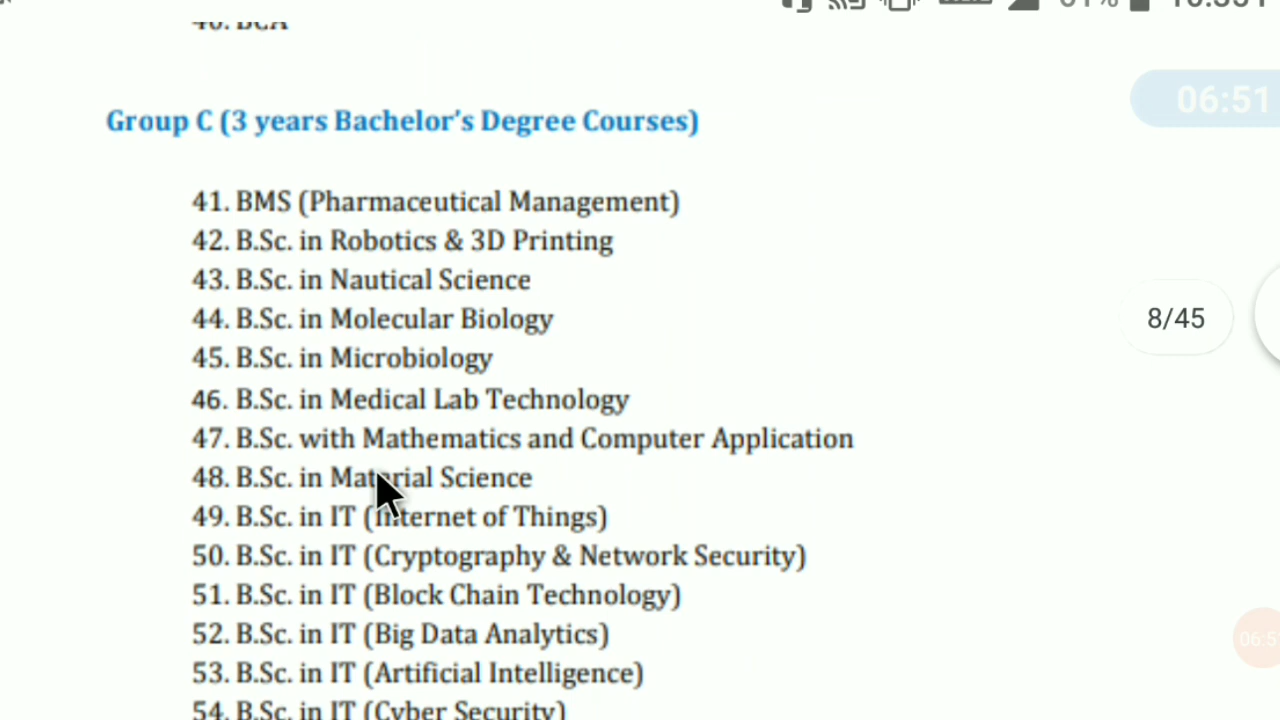 40. BCA
06:51
Group C (3 years Bachelor's Degree Courses)
41. BMS (Pharmaceutical Management)
42. B.Sc. in Robotics & 3D Printing
43. B.Sc. in Nautical Science
8/45
44. B.Sc. in Molecular Biology
45. B.Sc. in Microbiology
46. B.Sc. in Medical Lab Technology
47. B.Sc. with Mathematics and Computer Application
48. B.Sc. in Material Science
49. B.Sc. in IT (Internet of Things)
50. B.Sc. in IT (Cryptography & Network Security)
51. B.Sc. in IT (Block Chain Technology)
52. B.Sc. in IT (Big Data Analytics)
53. B.Sc. in IT (Artificial Intelligence)
54. B.Sc. in IT (Cyber Security)